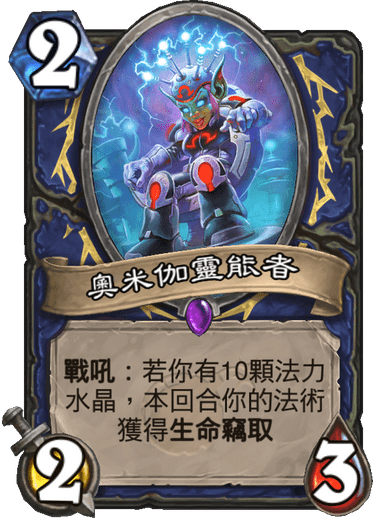 2
奧米伽靈能者
戰吼：若你有10顆法力
水晶，本回合你的法術
獲得生命竊取
2
3